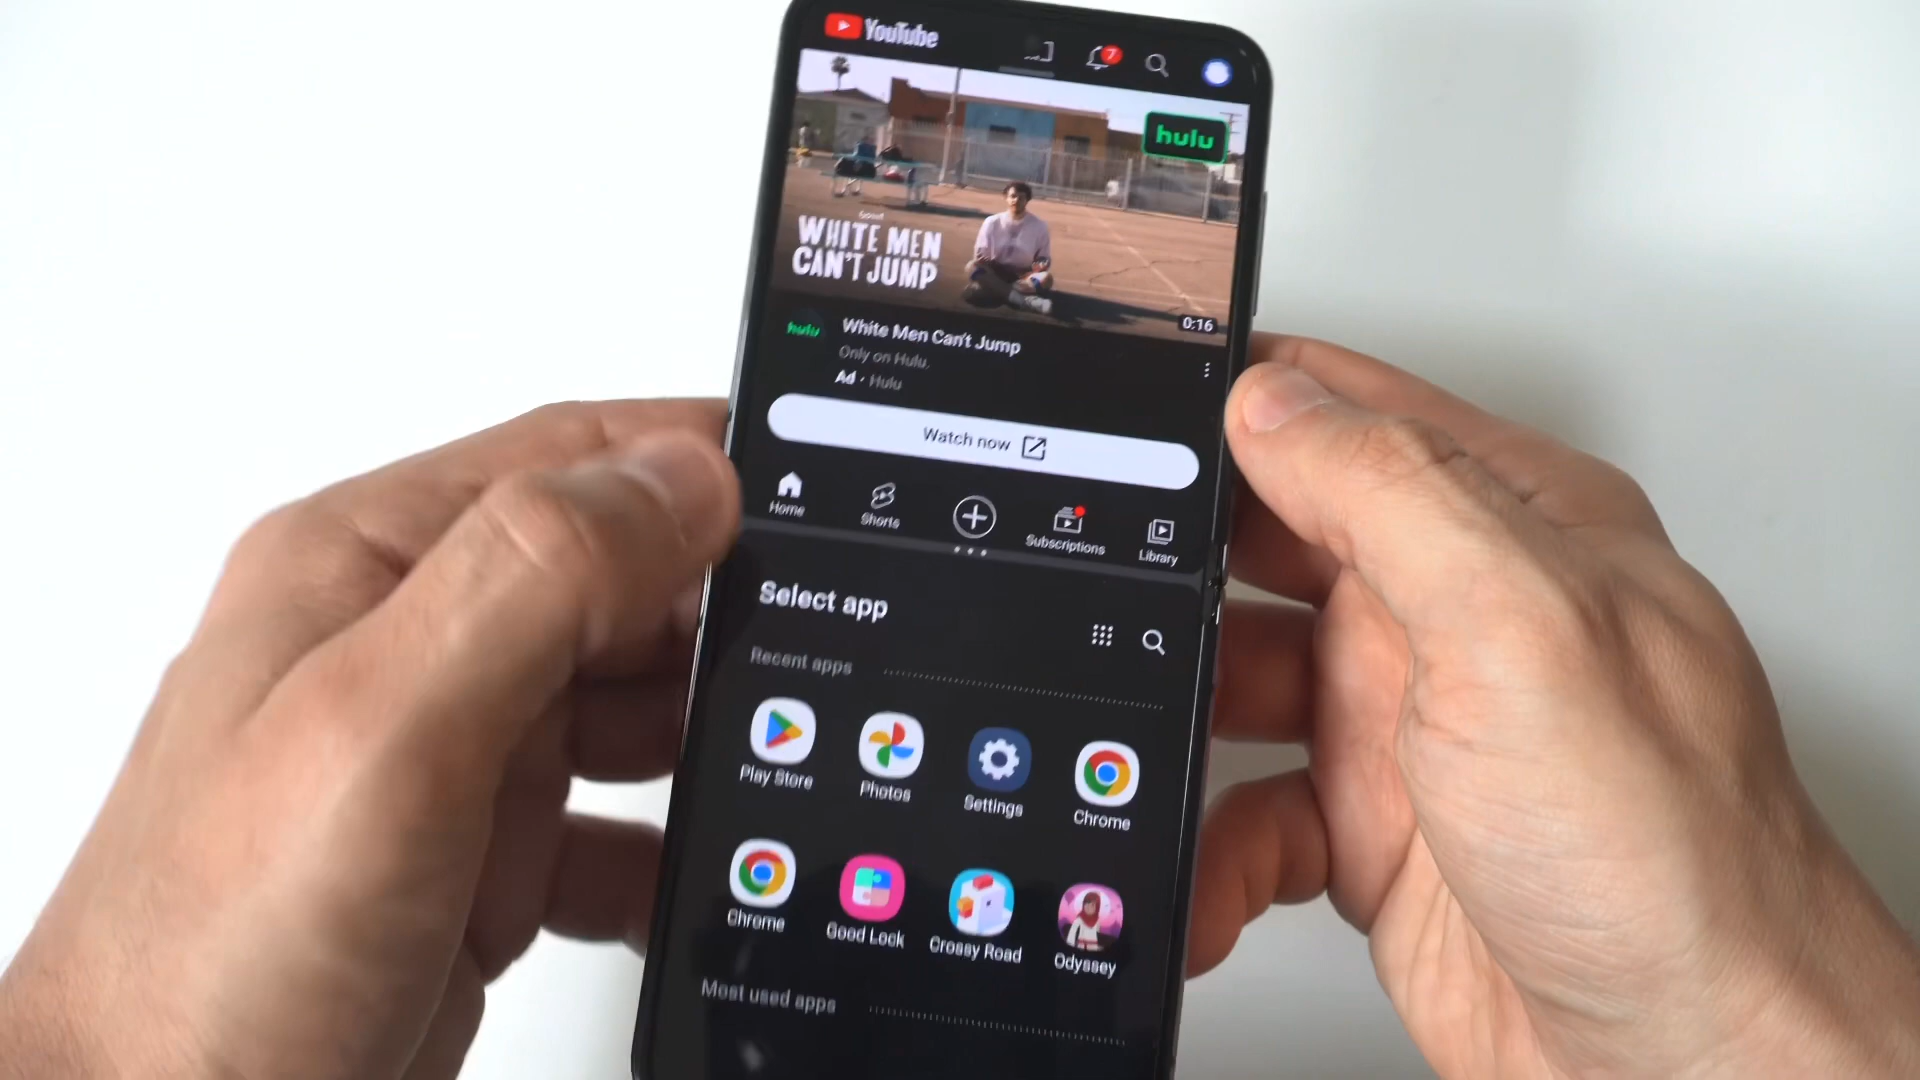 YouTube
7
hulu
WHITE MEN
CAN'T JUMP
0:16
hulu
White Men Can't Jump
Only on Hulu.
Ad · Hulu
Watch now
Home
Shorts
Subscriptions
Library
Select app
Recent apps
Play Store
Photos
Settings
Chrome
Chrome
Good Lock
Crossy Road
Odyssey
Most used apps